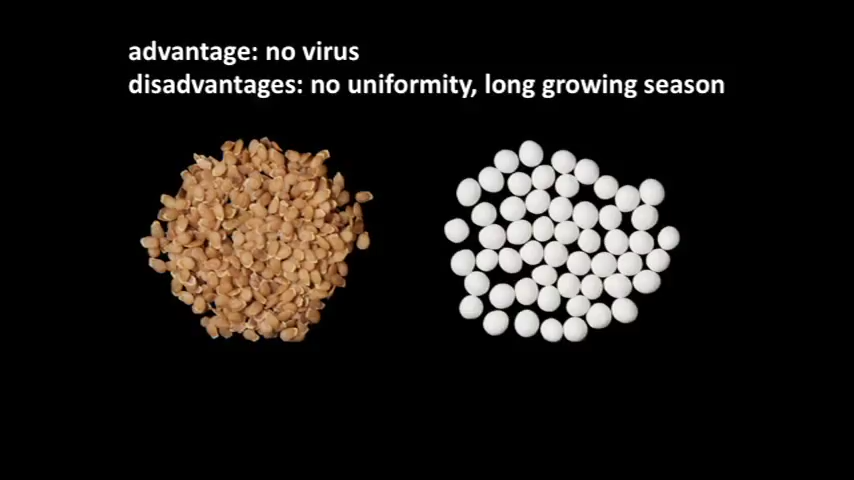 advantage: no virus
disadvantages: no uniformity, long growing season